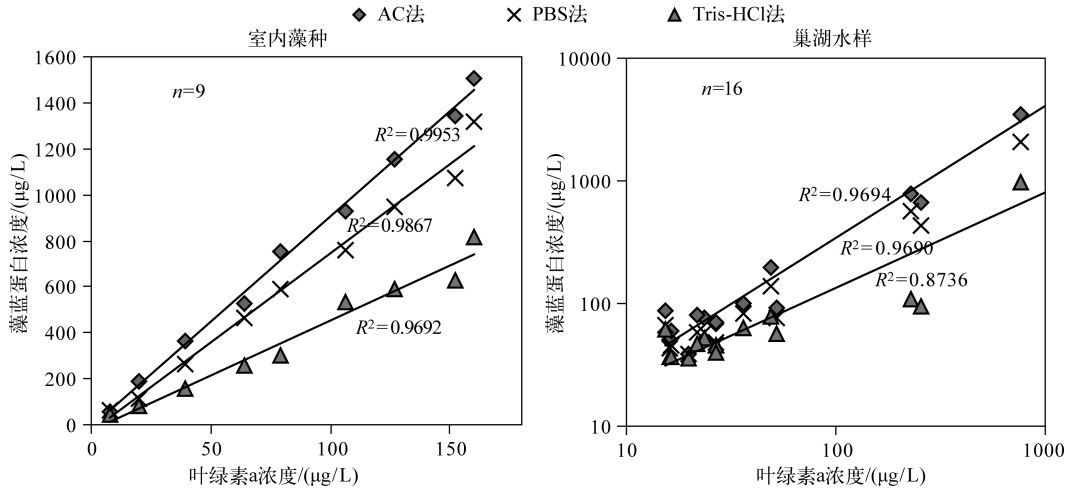 AC法 PBS法 Tris-HCl法
室内藻种
n=9
R²=0.9953
R²=0.9867
R²=0.9692
1600
1400
1200
1000
800
600
400
200
0
0 50 100 150
藻蓝蛋白浓度/(μg/L)
叶绿素a浓度/(μg/L)
巢湖水样
n=16
R²=0.9694
R²=0.9690
R²=0.8736
10000
1000
100
10
10 100 1000
藻蓝蛋白浓度/(μg/L)
叶绿素a浓度/(μg/L)